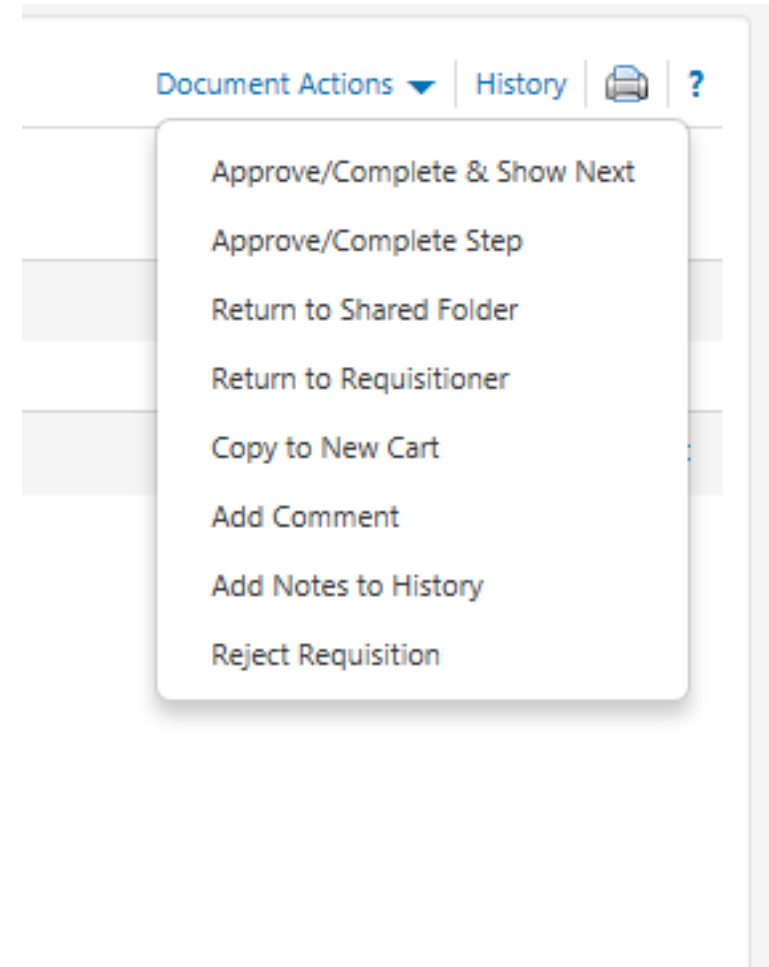 Document Actions History ?
Approve/Complete & Show Next
Approve/Complete Step
Return to Shared Folder
Return to Requisitioner
Copy to New Cart
Add Comment
Add Notes to History
Reject Requisition